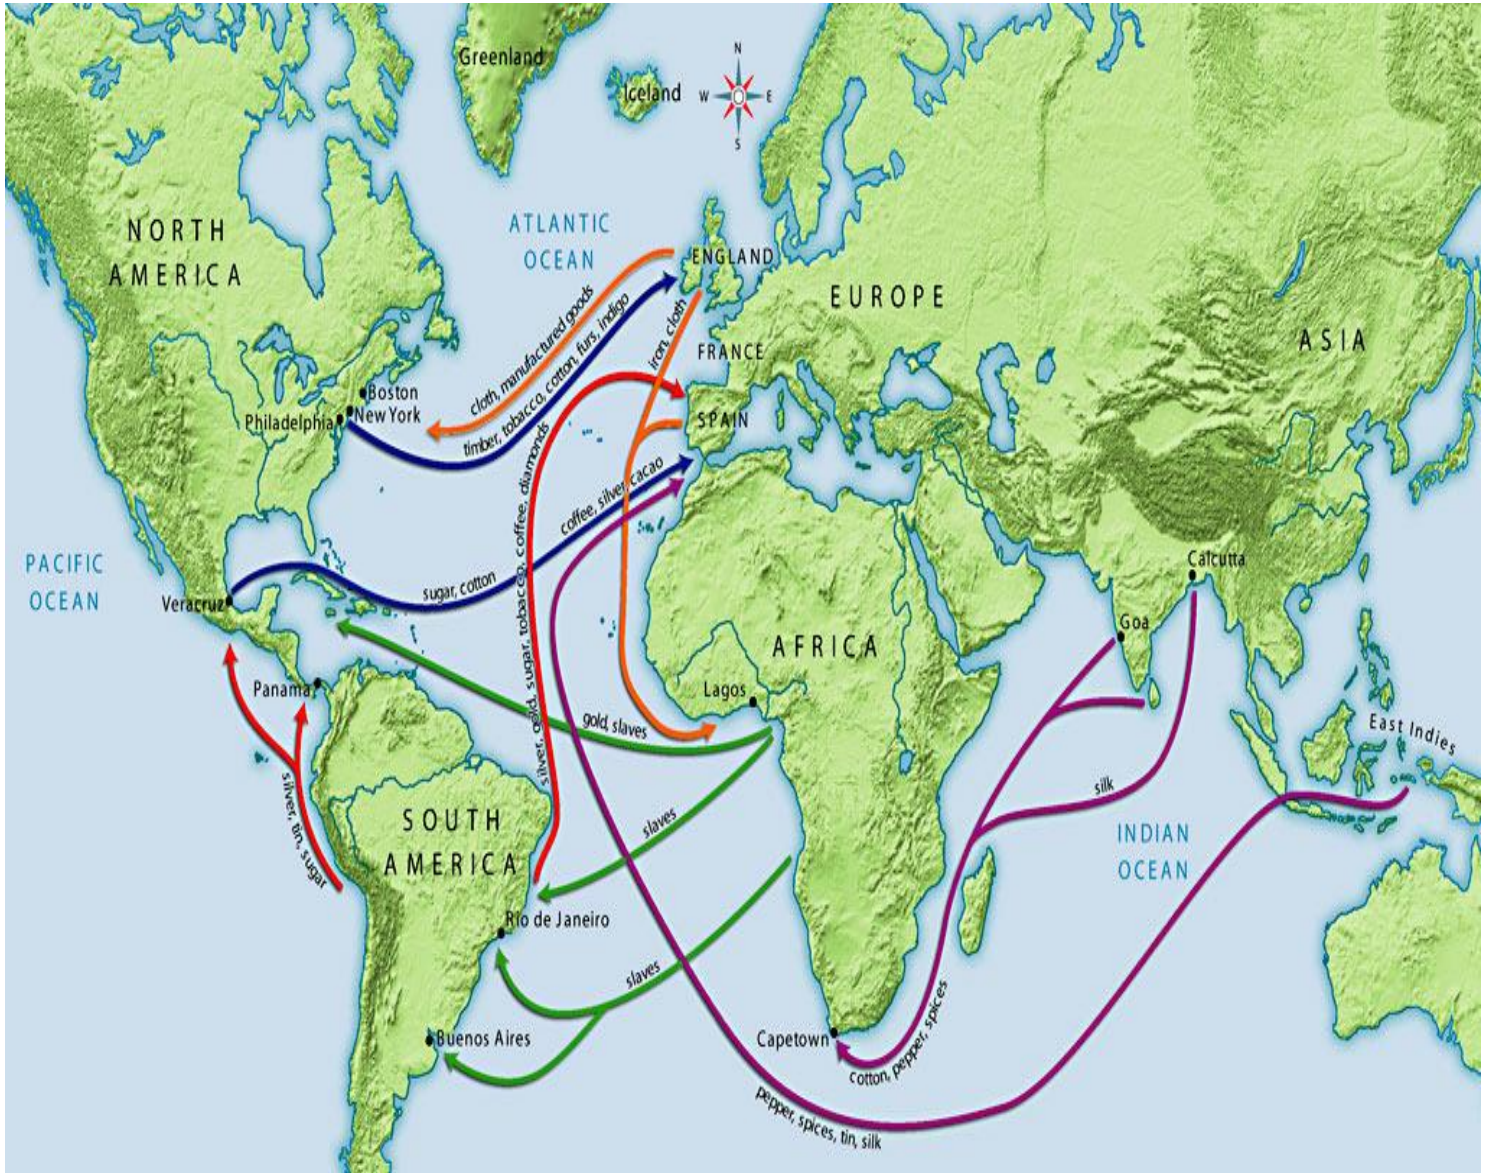 Greenland
Iceland
N
W
E
S
NORTH
AMERICA
ATLANTIC
OCEAN
ENGLAND
EUROPE
ASIA
FRANCE
SPAIN
cloth, manufactured goods
timber, tobacco, cotton, furs, indigo
iron, cloth
Boston
New York
Philadelphia
coffee, silver, cacao
sugar, cotton
silver, gold, sugar, tobacco, coffee, diamonds
PACIFIC
OCEAN
Veracruz
Panama
AFRICA
Lagos
Calcutta
Goa
East Indies
gold, slaves
silver, tin, sugar
SOUTH
AMERICA
slaves
silk
INDIAN
OCEAN
Rio de Janeiro
slaves
Buenos Aires
Capetown
cotton, pepper, spices
pepper, spices, tin, silk